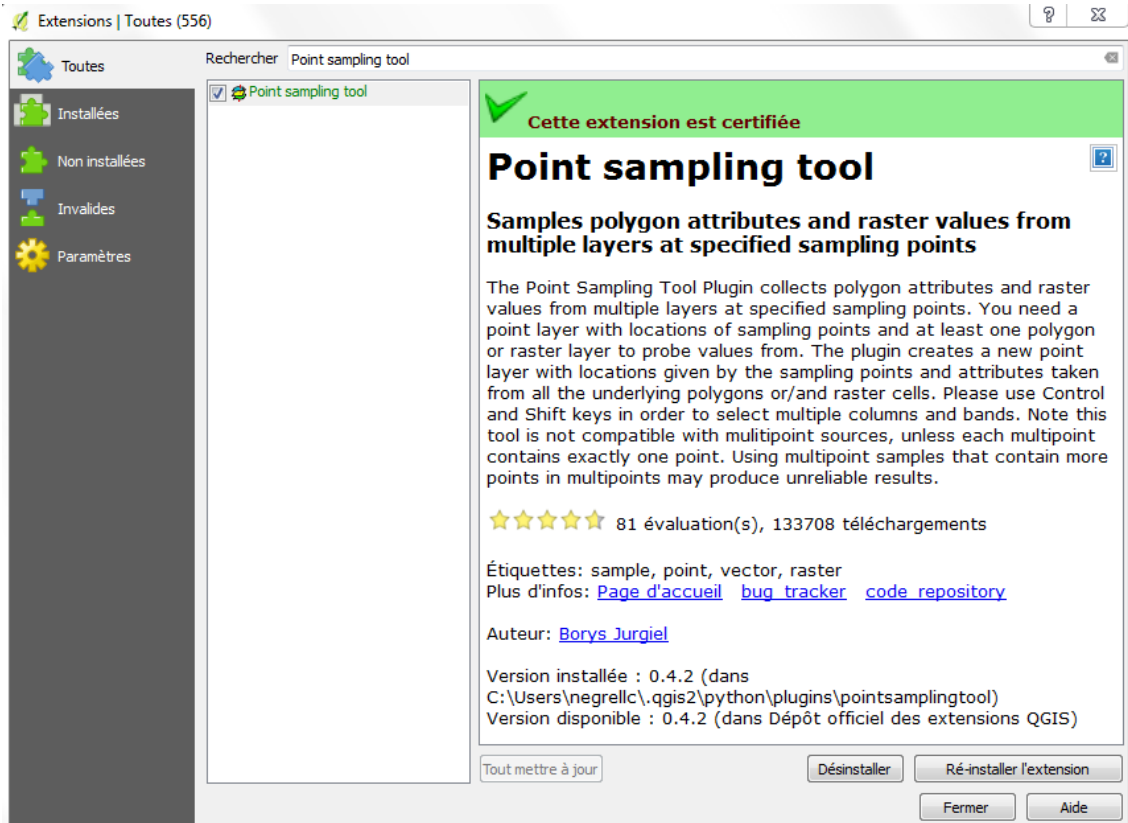 Extensions | Toutes (556)
Toutes
Installées
Non installées
Invalides
Paramètres
Rechercher Point sampling tool
Point sampling tool
Cette extension est certifiée
Point sampling tool
Samples polygon attributes and raster values from
multiple layers at specified sampling points
The Point Sampling Tool Plugin collects polygon attributes and raster
values from multiple layers at specified sampling points. You need a
point layer with locations of sampling points and at least one polygon
or raster layer to probe values from. The plugin creates a new point
layer with locations given by the sampling points and attributes taken
from all the underlying polygons or/and raster cells. Please use Control
and Shift keys in order to select multiple columns and bands. Note this
tool is not compatible with mulitipoint sources, unless each multipoint
contains exactly one point. Using multipoint samples that contain more
points in multipoints may produce unreliable results.
81 évaluation(s), 133708 téléchargements
Étiquettes: sample, point, vector, raster
Plus d'infos: Page d'accueil bug tracker code repository
Auteur: Borys Jurgiel
Version installée : 0.4.2 (dans
C:\Users\negrellc\.qgis2\python\plugins\pointsamplingtool)
Version disponible : 0.4.2 (dans Dépôt officiel des extensions QGIS)
Tout mettre à jour
Désinstaller
Ré-installer l'extension
Fermer
Aide